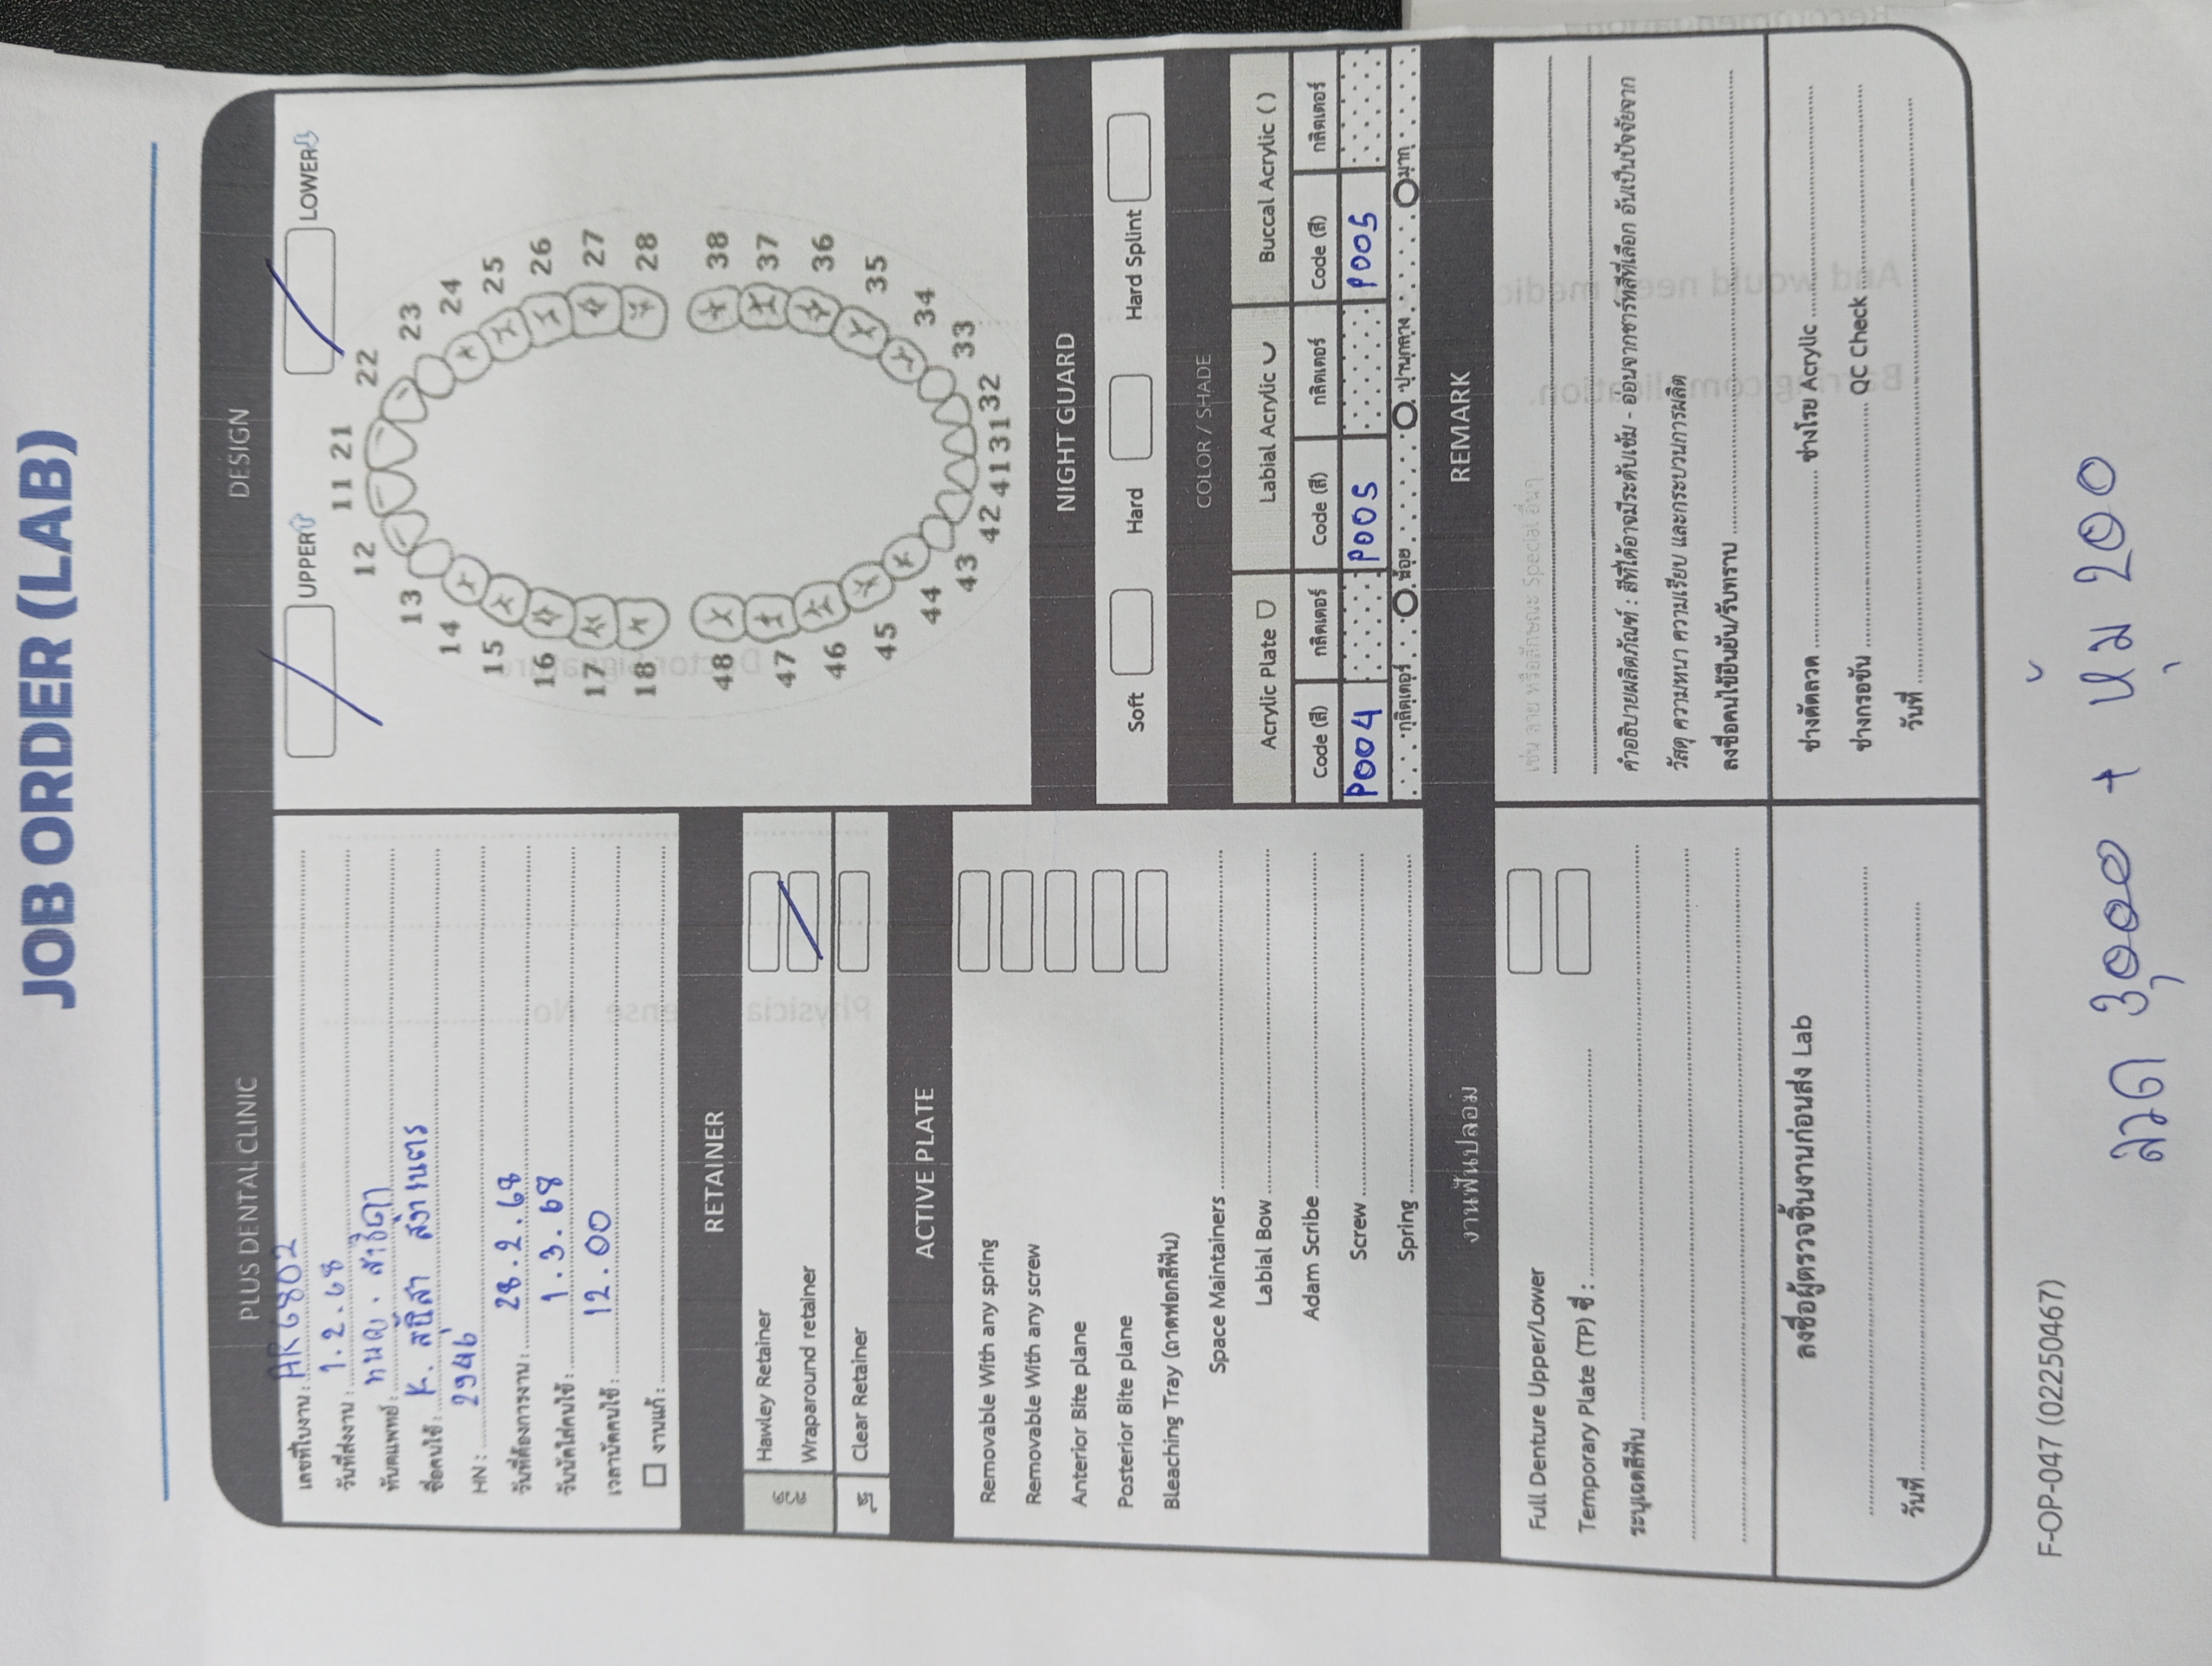 JOB ORDER (LAB)
PLUS DENTAL CLINIC
เลขที่ใบงาน : AR6802
วันที่ส่งงาน : 1.2.68
ทันตแพทย์ :
ชื่อคนไข้ : K. สุนิสา
HN : 2946
วันที่ต้องการงาน : 28.2.68
วันนัดใส่คนไข้ : 1.3.68
เวลานัดคนไข้ : 12.00
งานแก้ :
RETAINER
ลวด
Hawley Retainer
Wraparound retainer
ใส
Clear Retainer
ACTIVE PLATE
Removable With any spring
Removable With any screw
Anterior Bite plane
Posterior Bite plane
Bleaching Tray (ถาดฟอกสีฟัน)
Space Maintainers
Labial Bow
Adam Scribe
Screw
Spring
งานฟันปลอม
Full Denture Upper/Lower
Temporary Plate (TP) ซี่ :
ระบุเฉดสีฟัน
ลงชื่อผู้ตรวจชิ้นงานก่อนส่ง Lab
วันที่
DESIGN
UPPER LOWER
11 21
12 22
13 23
14 24
15 25
16 26
17 27
18 28
48 38
47 37
46 36
45 35
44 34
43 33
42 41 31 32
NIGHT GUARD
Soft Hard Hard Splint
COLOR / SHADE
Acrylic Plate Labial Acrylic Buccal Acrylic ( )
Code (สี) กลิตเตอร์ Code (สี) กลิตเตอร์ Code (สี) กลิตเตอร์
P004 P005 P005
กลิตเตอร์ น้อย ปานกลาง มาก
REMARK
เช่น ลาย หรือลักษณะ Special อื่นๆ
คำอธิบายผลิตภัณฑ์ : สีที่ได้อาจมีระดับเข้ม - อ่อนจากชาร์ทสีที่เลือก อันเป็นปัจจัยจาก
วัสดุ ความหนา ความเรียบ และกระบวนการผลิต
ลงชื่อคนไข้ยืนยัน/รับทราบ
ช่างดัดลวด ช่างโรย Acrylic
ช่างกรอขัน QC Check
วันที่
F-OP-047 (02250467)
ลวด 3,000 + หุ้ม 200